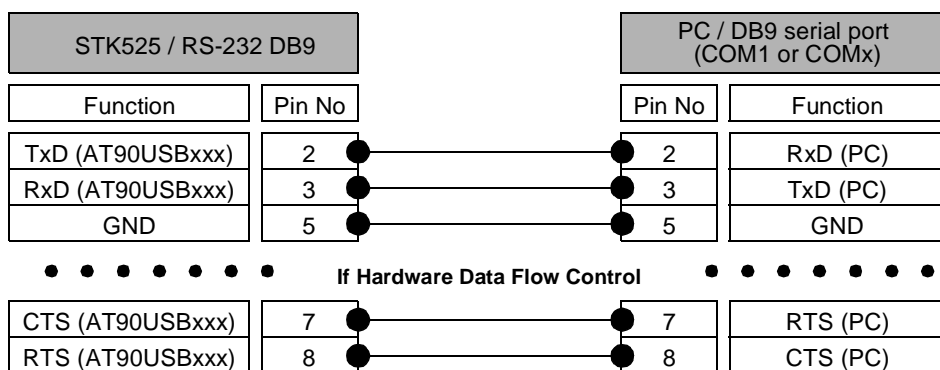 STK525 / RS-232 DB9
PC / DB9 serial port
(COM1 or COMx)
Function Pin No Pin No Function
TxD (AT90USBxxx) 2 2 RxD (PC)
RxD (AT90USBxxx) 3 3 TxD (PC)
GND 5 5 GND
If Hardware Data Flow Control
CTS (AT90USBxxx) 7 7 RTS (PC)
RTS (AT90USBxxx) 8 8 CTS (PC)